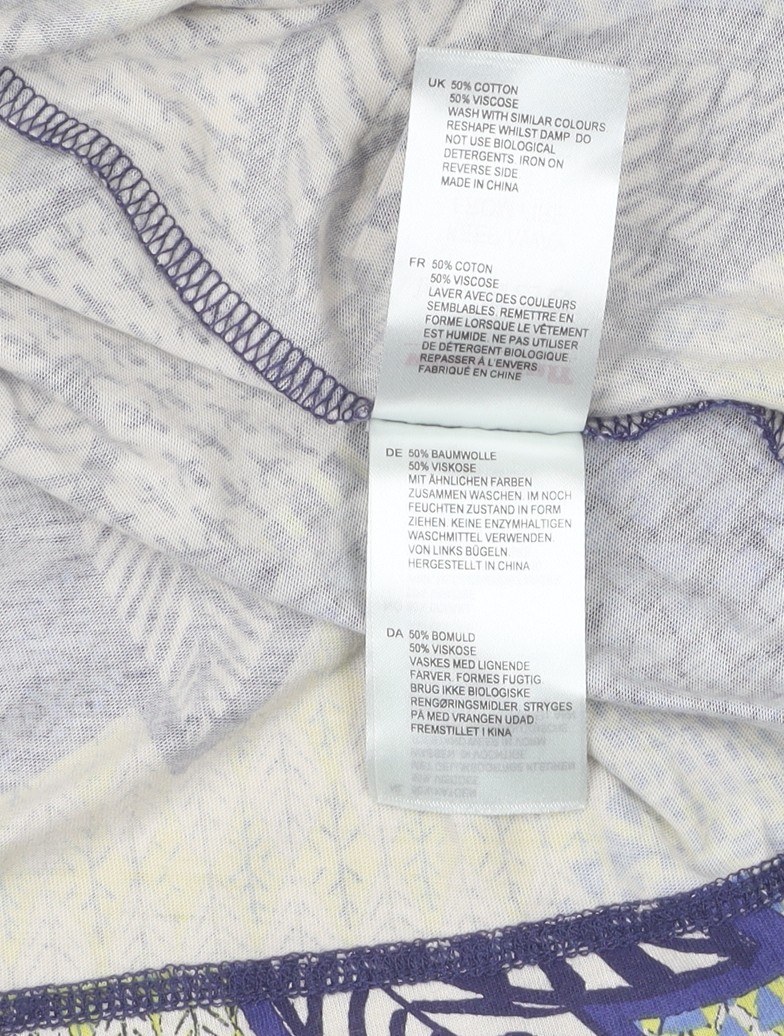 UK 50% COTTON
50% VISCOSE
WASH WITH SIMILAR COLOURS
RESHAPE WHILST DAMP DO
NOT USE BIOLOGICAL
DETERGENTS IRON ON
REVERSE SIDE
MADE IN CHINA
FR 50% COTON
50% VISCOSE
LAVER AVEC DES COULEURS
SEMBLABLES. REMETTRE EN
FORME LORSQUE LE VÊTEMENT
EST HUMIDE. NE PAS UTILISER
DE DÉTERGENT BIOLOGIQUE.
REPASSER À L'ENVERS
FABRIQUÉ EN CHINE
DE 50% BAUMWOLLE
50% VISKOSE
MIT ÄHNLICHEN FARBEN
ZUSAMMEN WASCHEN. IM NOCH
FEUCHTEN ZUSTAND IN FORM
ZIEHEN. KEINE ENZYMHALTIGEN
WASCHMITTEL VERWENDEN.
VON LINKS BÜGELN.
HERGESTELLT IN CHINA
DA 50% BOMULD
50% VISKOSE
VASKES MED LIGNENDE
FARVER. FORMES FUGTIG.
BRUG IKKE BIOLOGISKE
RENGØRINGSMIDLER. STRYGES
PÅ MED VRANGEN UDAD.
FREMSTILLET I KINA